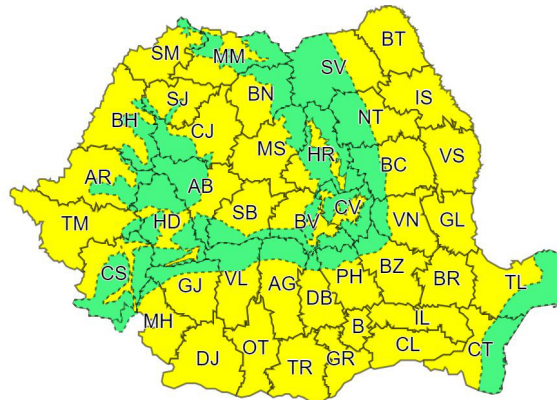 BT
SM
MM
SV
SJ
BN
IS
BH
CJ
NT
MS
HR
AR
AB
BC
VS
TM
HD
SB
BV
CV
VN
GL
CS
GJ
VL
AG
PH
BZ
BR
TL
MH
DB
DJ
OT
TR
B
GR
IL
CL
CT